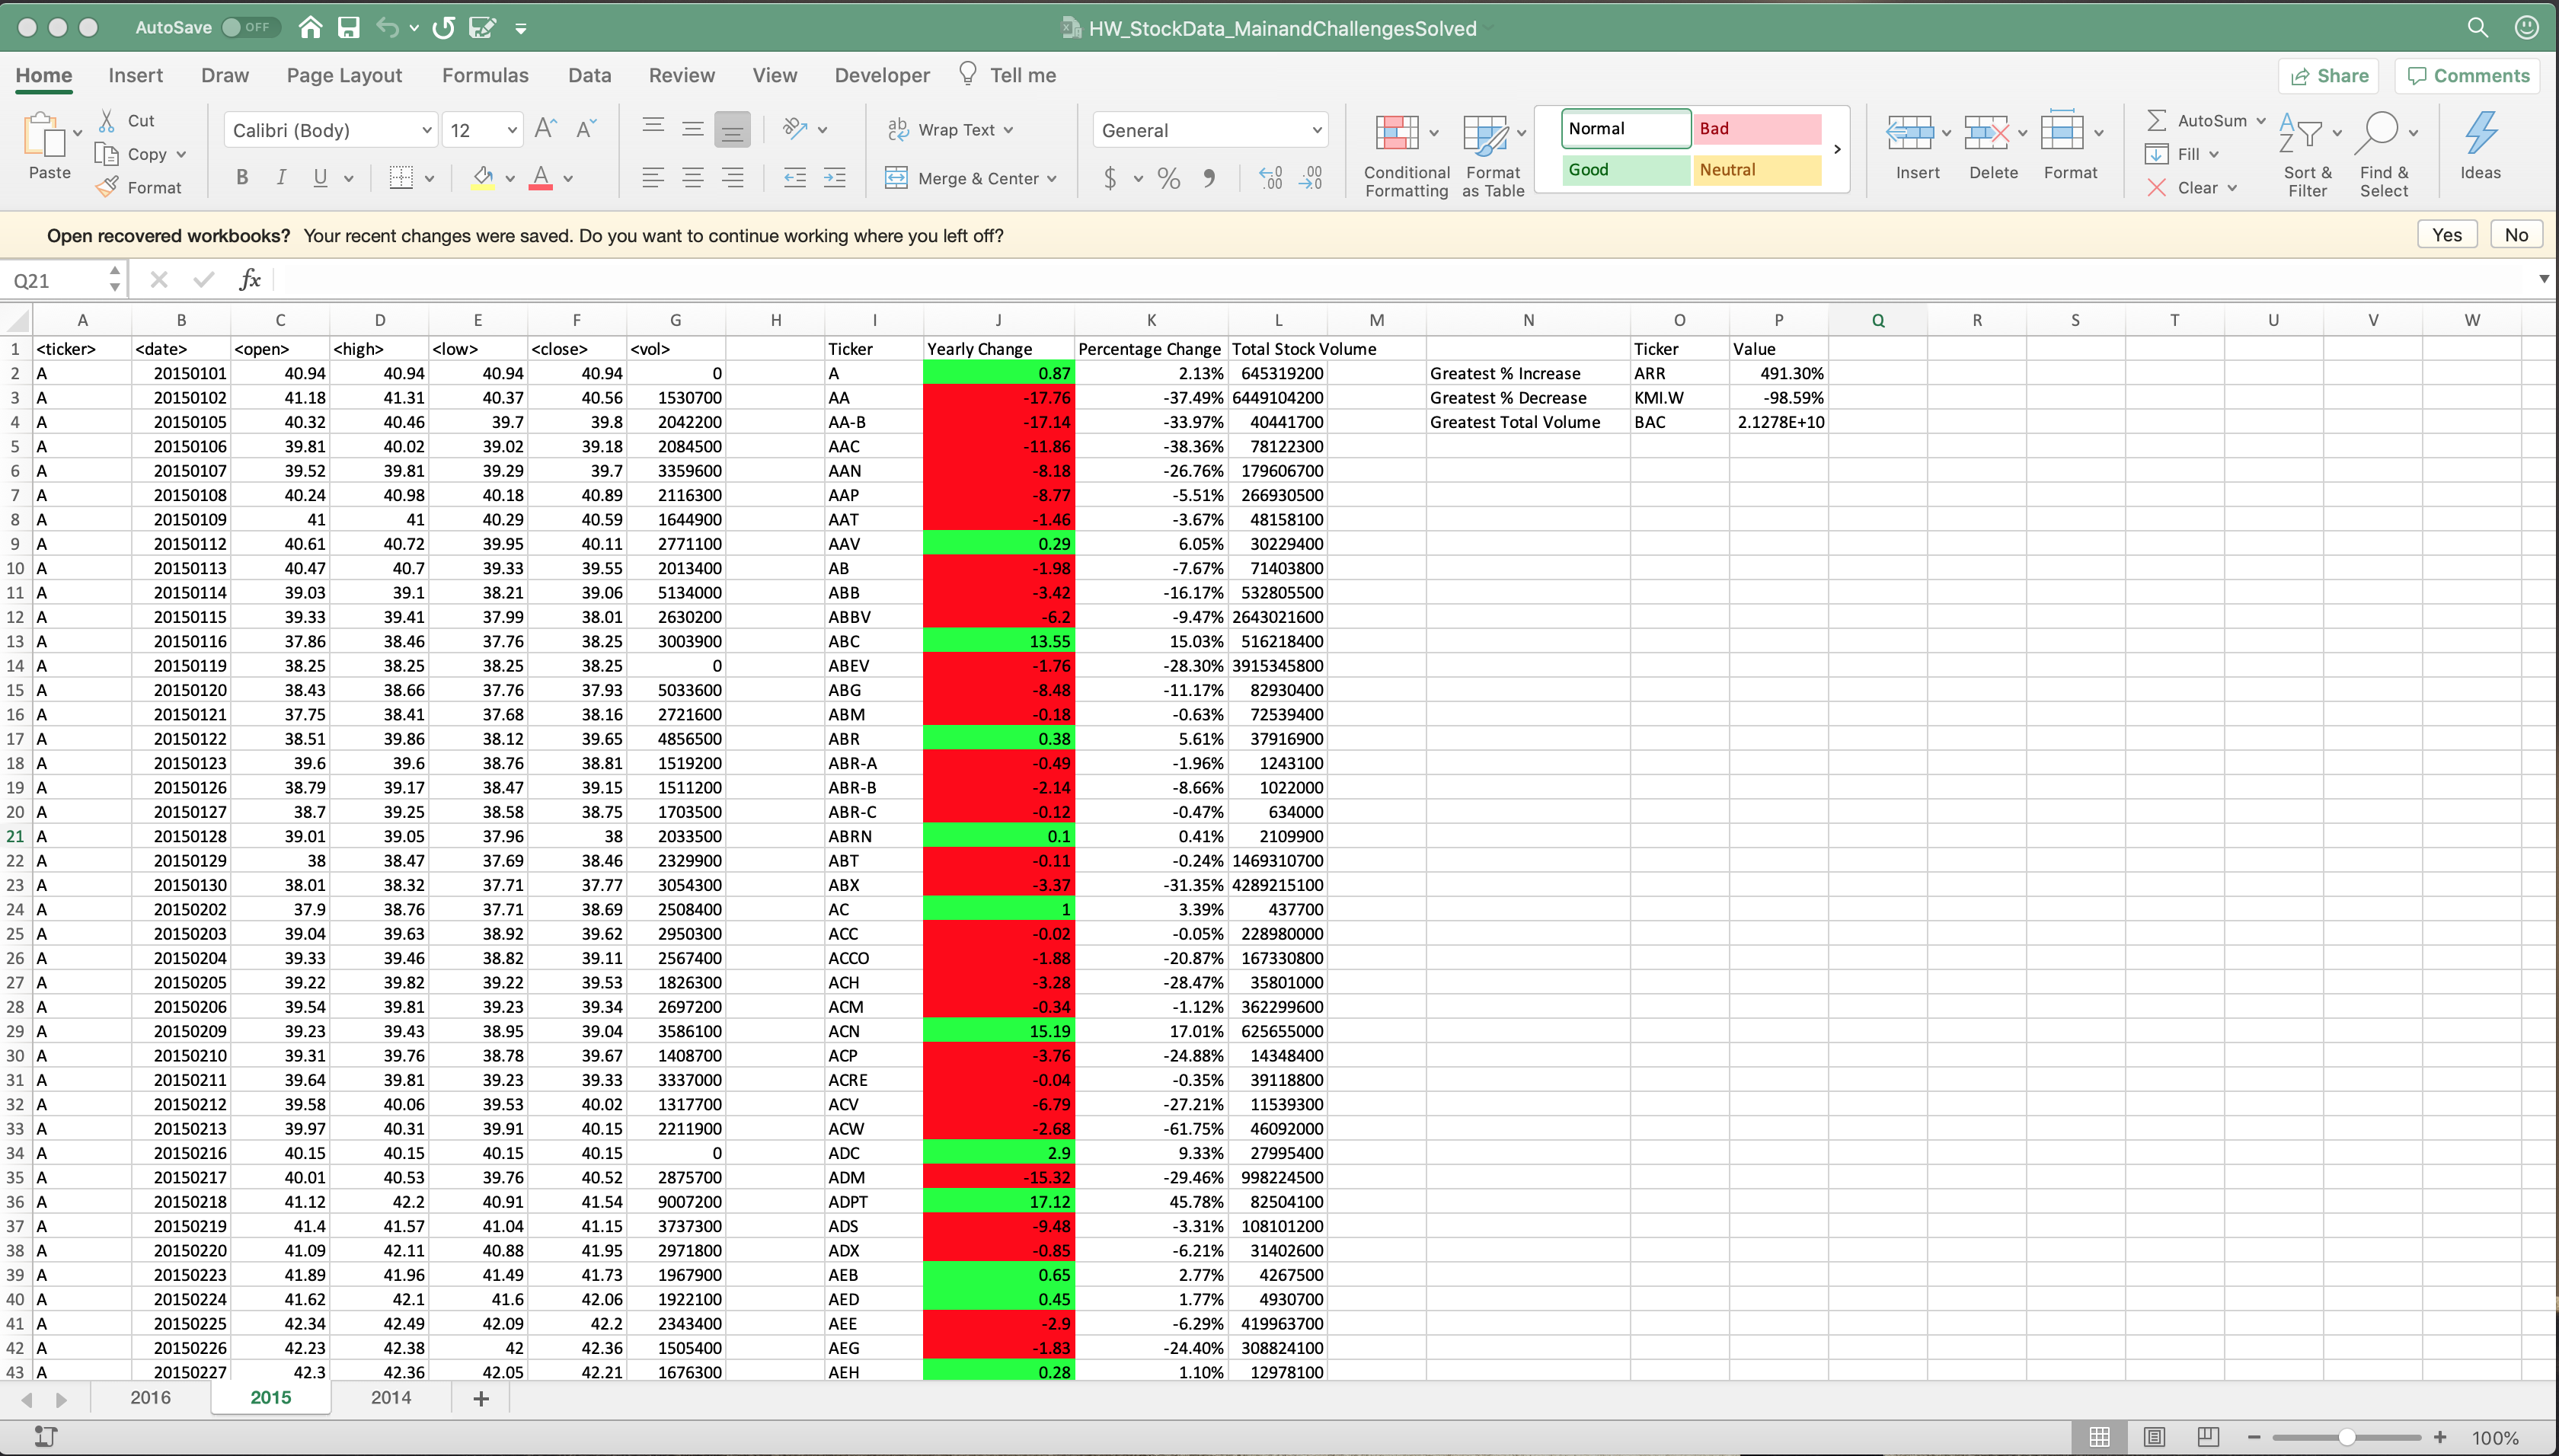 AutoSave OFF HW_StockData_MainandChallengesSolved
Home Insert Draw Page Layout Formulas Data Review View Developer Tell me Share Comments
Paste Cut Copy Format
Calibri (Body) 12
B I U
Wrap Text
Merge & Center
General
$ %
Conditional Formatting
Format as Table
Normal Bad
Good Neutral
Insert Delete Format
AutoSum
Fill
Clear
Sort & Filter
Find & Select
Ideas
Open recovered workbooks? Your recent changes were saved. Do you want to continue working where you left off? Yes No
Q21 fx
A B C D E F G H I J K L M N O P Q R S T U V W
1 <ticker> <date> <open> <high> <low> <close> <vol> Ticker Yearly Change Percentage Change Total Stock Volume Ticker Value
2 A 20150101 40.94 40.94 40.94 40.94 0 A 0.87 2.13% 645319200 Greatest % Increase ARR 491.30%
3 A 20150102 41.18 41.31 40.37 40.56 1530700 AA -17.76 -37.49% 6449104200 Greatest % Decrease KMI.W -98.59%
4 A 20150105 40.32 40.46 39.7 39.8 2042200 AA-B -17.14 -33.97% 40441700 Greatest Total Volume BAC 2.1278E+10
5 A 20150106 39.81 40.02 39.02 39.18 2084500 AAC -11.86 -38.36% 78122300
6 A 20150107 39.52 39.81 39.29 39.7 3359600 AAN -8.18 -26.76% 179606700
7 A 20150108 40.24 40.98 40.18 40.89 2116300 AAP -8.77 -5.51% 266930500
8 A 20150109 41 41 40.29 40.59 1644900 AAT -1.46 -3.67% 48158100
9 A 20150112 40.61 40.72 39.95 40.11 2771100 AAV 0.29 6.05% 30229400
10 A 20150113 40.47 40.7 39.33 39.55 2013400 AB -1.98 -7.67% 71403800
11 A 20150114 39.03 39.1 38.21 39.06 5134000 ABB -3.42 -16.17% 532805500
12 A 20150115 39.33 39.41 37.99 38.01 2630200 ABBV -6.2 -9.47% 2643021600
13 A 20150116 37.86 38.46 37.76 38.25 3003900 ABC 13.55 15.03% 516218400
14 A 20150119 38.25 38.25 38.25 38.25 0 ABEV -1.76 -28.30% 3915345800
15 A 20150120 38.43 38.66 37.76 37.93 5033600 ABG -8.48 -11.17% 82930400
16 A 20150121 37.75 38.41 37.68 38.16 2721600 ABM -0.18 -0.63% 72539400
17 A 20150122 38.51 39.86 38.12 39.65 4856500 ABR 0.38 5.61% 37916900
18 A 20150123 39.6 39.6 38.76 38.81 1519200 ABR-A -0.49 -1.96% 1243100
19 A 20150126 38.79 39.17 38.47 39.15 1511200 ABR-B -2.14 -8.66% 1022000
20 A 20150127 38.7 39.25 38.58 38.75 1703500 ABR-C -0.12 -0.47% 634000
21 A 20150128 39.01 39.05 37.96 38 2033500 ABRN 0.1 0.41% 2109900
22 A 20150129 38 38.47 37.69 38.46 2329900 ABT -0.11 -0.24% 1469310700
23 A 20150130 38.01 38.32 37.71 37.77 3054300 ABX -3.37 -31.35% 4289215100
24 A 20150202 37.9 38.76 37.71 38.69 2508400 AC 1 3.39% 437700
25 A 20150203 39.04 39.63 38.92 39.62 2950300 ACC -0.02 -0.05% 228980000
26 A 20150204 39.33 39.46 38.82 39.11 2567400 ACCO -1.88 -20.87% 167330800
27 A 20150205 39.22 39.82 39.22 39.53 1826300 ACH -3.28 -28.47% 35801000
28 A 20150206 39.54 39.81 39.23 39.34 2697200 ACM -0.34 -1.12% 362299600
29 A 20150209 39.23 39.43 38.95 39.04 3586100 ACN 15.19 17.01% 625655000
30 A 20150210 39.31 39.76 38.78 39.67 1408700 ACP -3.76 -24.88% 14348400
31 A 20150211 39.64 39.81 39.23 39.33 3337000 ACRE -0.04 -0.35% 39118800
32 A 20150212 39.58 40.06 39.53 40.02 1317700 ACV -6.79 -27.21% 11539300
33 A 20150213 39.97 40.31 39.91 40.15 2211900 ACW -2.68 -61.75% 46092000
34 A 20150216 40.15 40.15 40.15 40.15 0 ADC 2.9 9.33% 27995400
35 A 20150217 40.01 40.53 39.76 40.52 2875700 ADM -15.32 -29.46% 998224500
36 A 20150218 41.12 42.2 40.91 41.54 9007200 ADPT 17.12 45.78% 82504100
37 A 20150219 41.4 41.57 41.04 41.15 3737300 ADS -9.48 -3.31% 108101200
38 A 20150220 41.09 42.11 40.88 41.95 2971800 ADX -0.85 -6.21% 31402600
39 A 20150223 41.89 41.96 41.49 41.73 1967900 AEB 0.65 2.77% 4267500
40 A 20150224 41.62 42.1 41.6 42.06 1922100 AED 0.45 1.77% 4930700
41 A 20150225 42.34 42.49 42.09 42.2 2343400 AEE -2.9 -6.29% 419963700
42 A 20150226 42.23 42.38 42 42.36 1505400 AEG -1.83 -24.40% 308824100
43 A 20150227 42.3 42.36 42.05 42.21 1676300 AEH 0.28 1.10% 12978100
2016 2015 2014 +
100%